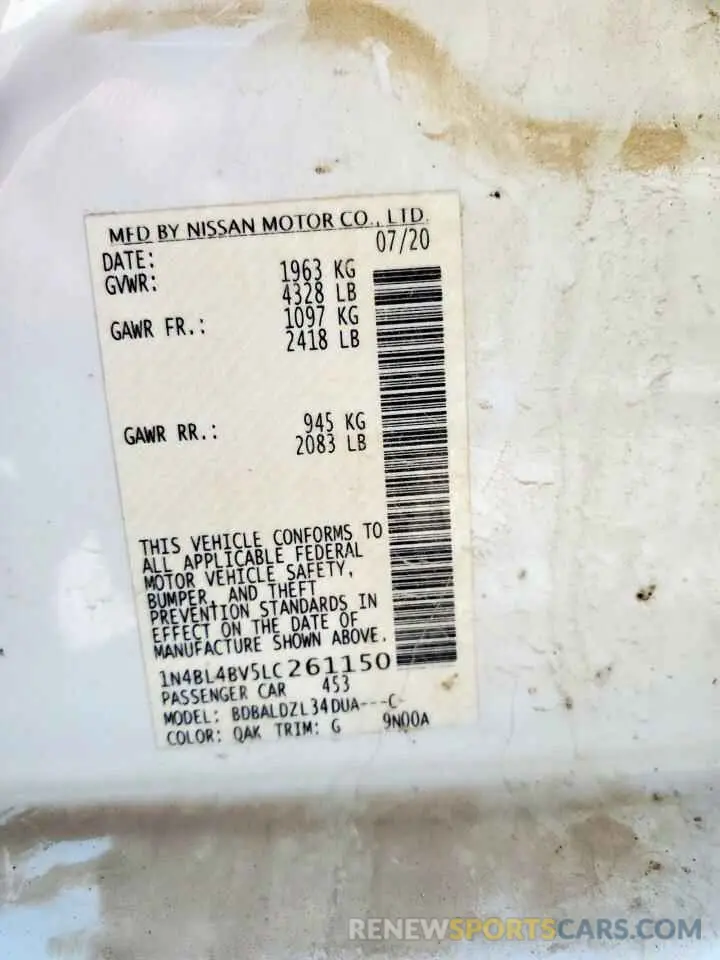 MFD BY NISSAN MOTOR CO., LTD.
DATE: 07/20
GVWR: 1963 KG
4328 LB
GAWR FR.: 1097 KG
2418 LB
GAWR RR.: 945 KG
2083 LB
THIS VEHICLE CONFORMS TO
ALL APPLICABLE FEDERAL
MOTOR VEHICLE SAFETY,
BUMPER, AND THEFT
PREVENTION STANDARDS IN
EFFECT ON THE DATE OF
MANUFACTURE SHOWN ABOVE.
1N4BL4BV5LC261150
PASSENGER CAR 453
MODEL: BDBALDZL34DUA---C-
COLOR: QAK TRIM: G 9N00A
RENEWSPORTSCARS.COM